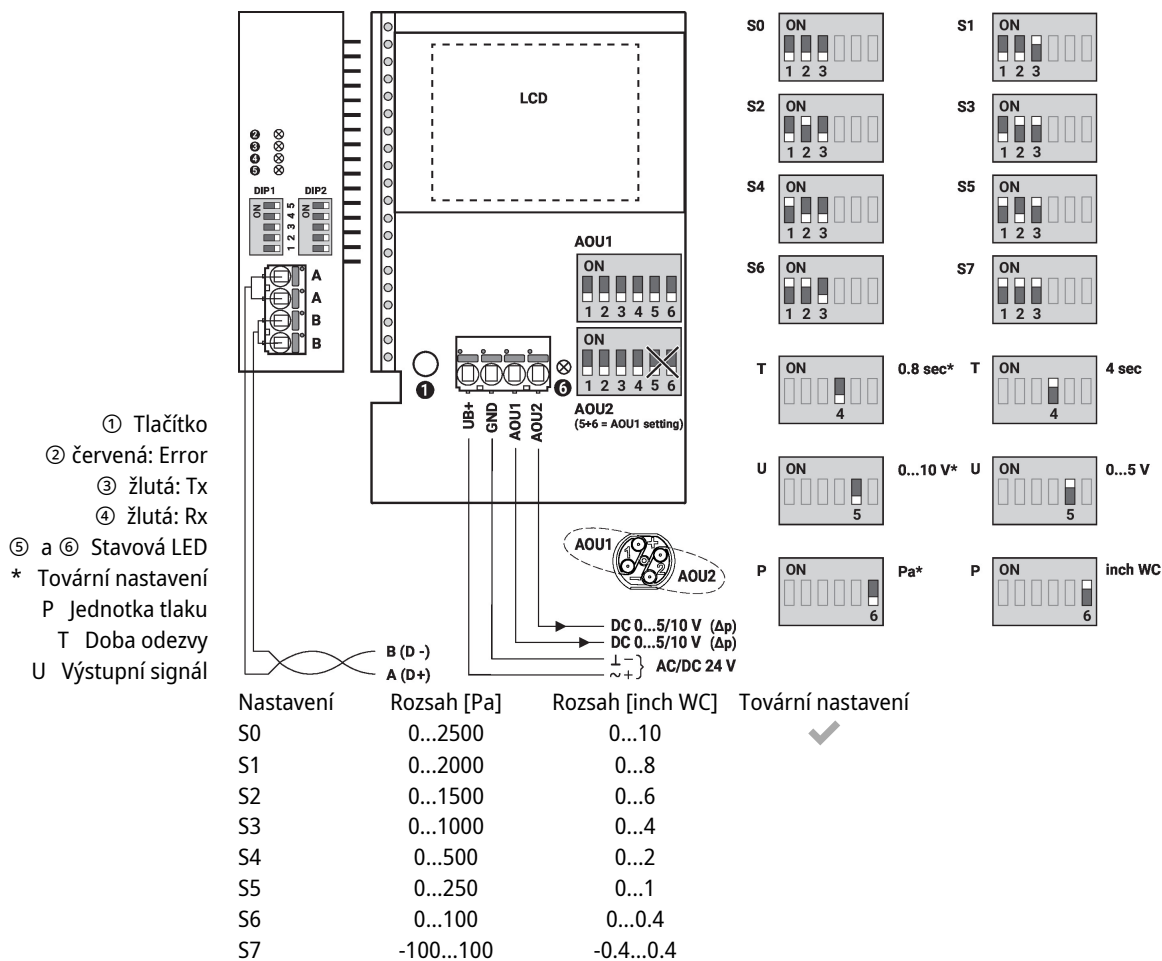 LCD
❷
❸
❹
❺
DIP1 DIP2
ON ON
1 2 3 4 5
A
A
B
B
AOU1
ON
1 2 3 4 5 6
ON
1 2 3 4 5 6
AOU2
(5+6 = AOU1 setting)
❶ ❻
UB+
GND
AOU1
AOU2
AOU1
1 + − 2
AOU2
DC 0...5/10 V (Δp)
DC 0...5/10 V (Δp)
⊥ −
~ + } AC/DC 24 V
B (D -)
A (D+)
S0 ON 1 2 3
S1 ON 1 2 3
S2 ON 1 2 3
S3 ON 1 2 3
S4 ON 1 2 3
S5 ON 1 2 3
S6 ON 1 2 3
S7 ON 1 2 3
T ON 4 0.8 sec*
T ON 4 4 sec
U ON 5 0...10 V*
U ON 5 0...5 V
P ON 6 Pa*
P ON 6 inch WC
① Tlačítko
② červená: Error
③ žlutá: Tx
④ žlutá: Rx
⑤ a ⑥ Stavová LED
* Tovární nastavení
P Jednotka tlaku
T Doba odezvy
U Výstupní signál
Nastavení Rozsah [Pa] Rozsah [inch WC] Tovární nastavení
S0 0...2500 0...10 ✔
S1 0...2000 0...8
S2 0...1500 0...6
S3 0...1000 0...4
S4 0...500 0...2
S5 0...250 0...1
S6 0...100 0...0.4
S7 -100...100 -0.4...0.4